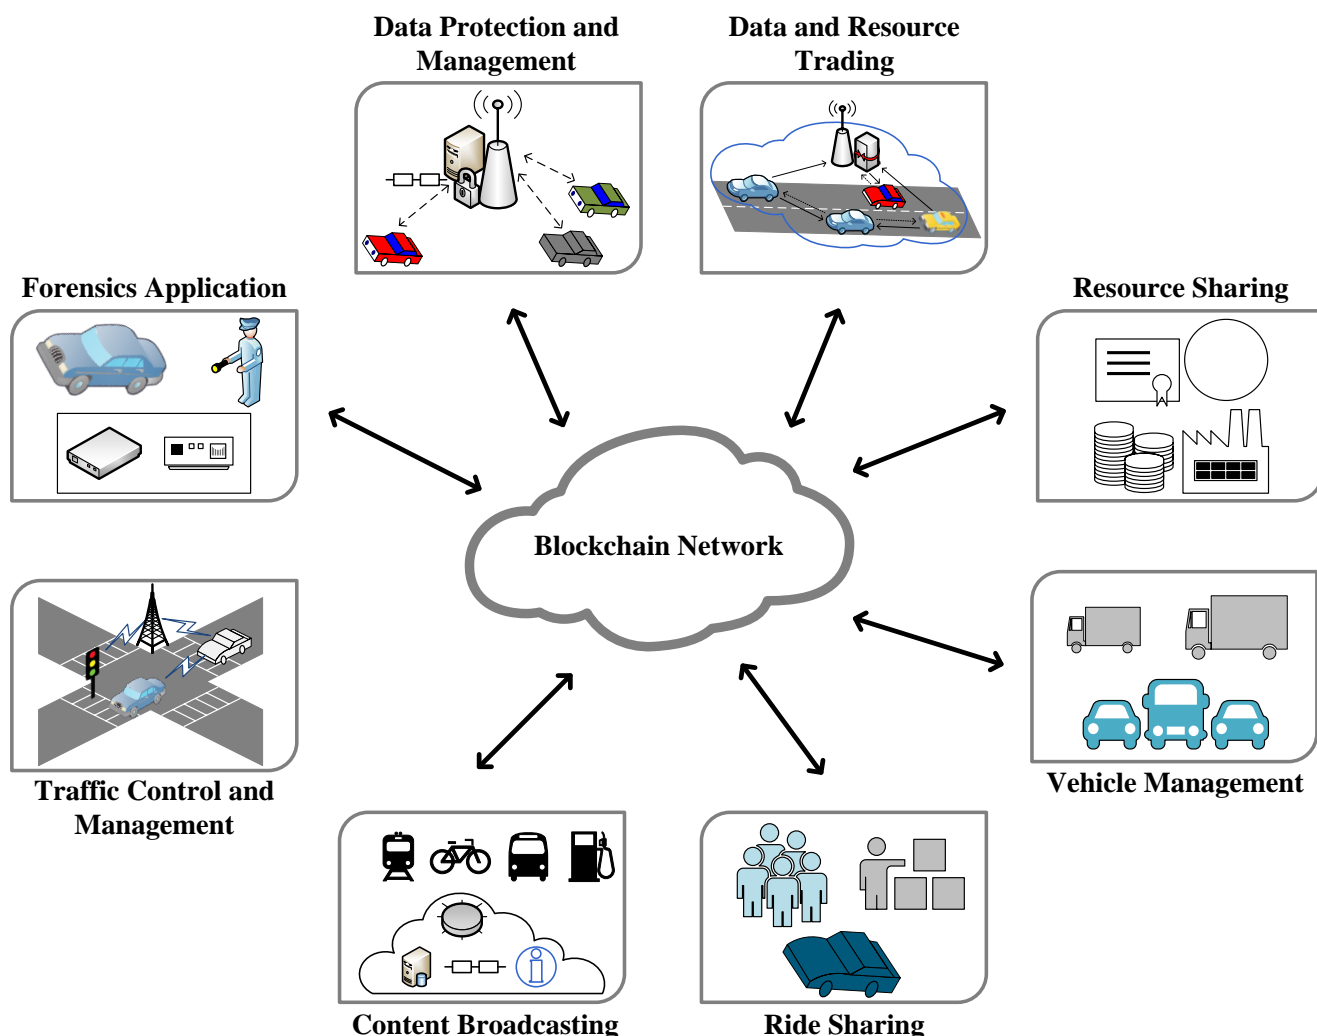 Data Protection and
Management
Data and Resource
Trading
Forensics Application
Resource Sharing
Blockchain Network
Traffic Control and
Management
Vehicle Management
Content Broadcasting
Ride Sharing